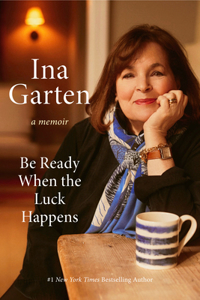 Ina
Garten
a memoir
Be Ready
When the
Luck
Happens
#1 New York Times Bestselling Author